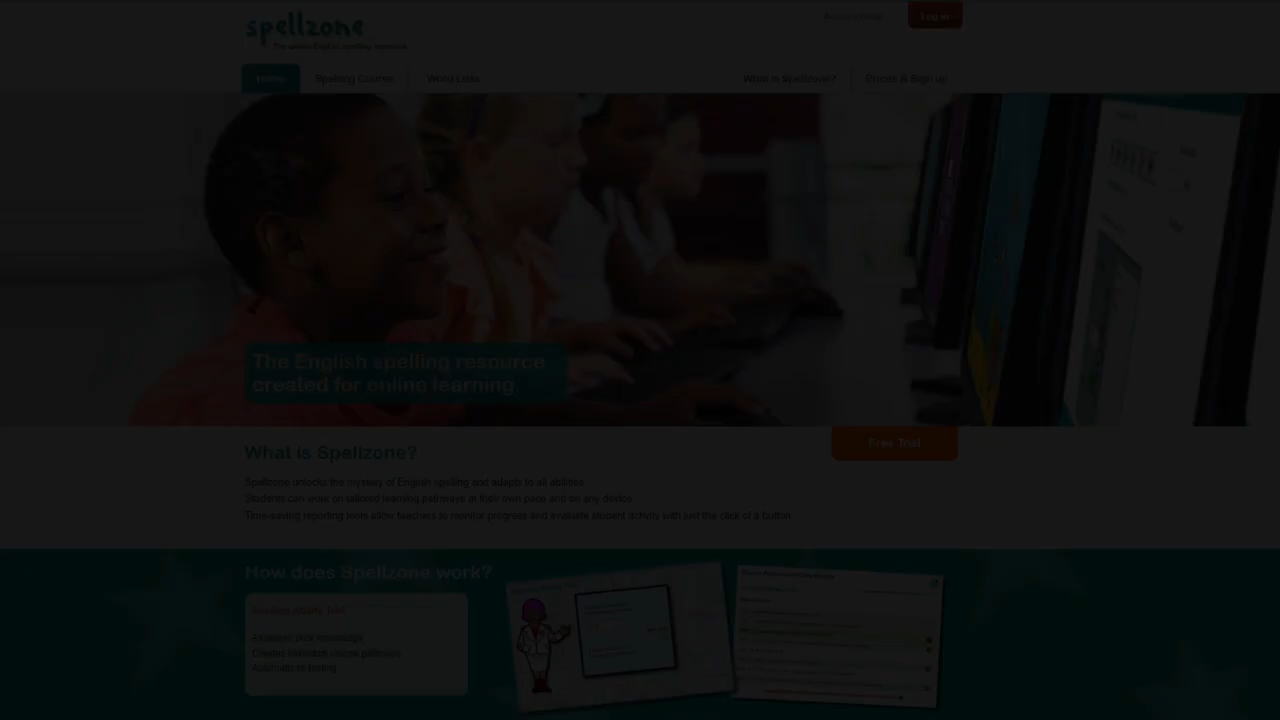 spellzone
The online English spelling resource
Log in
Home
Spelling Course
Word Lists
What is Spellzone?
Prices & Sign up
The English spelling resource
created for online learning.
Free Trial
What is Spellzone?
Spellzone unlocks the mystery of English spelling and adapts to all abilities
Students can work on tailored learning pathways at their own pace and on any device
Time-saving reporting tools allow teachers to monitor progress and evaluate student activity with just the click of a button
How does Spellzone work?
Spelling Ability Test
Establish prior knowledge
Creates individual course pathways
Automatic re-testing